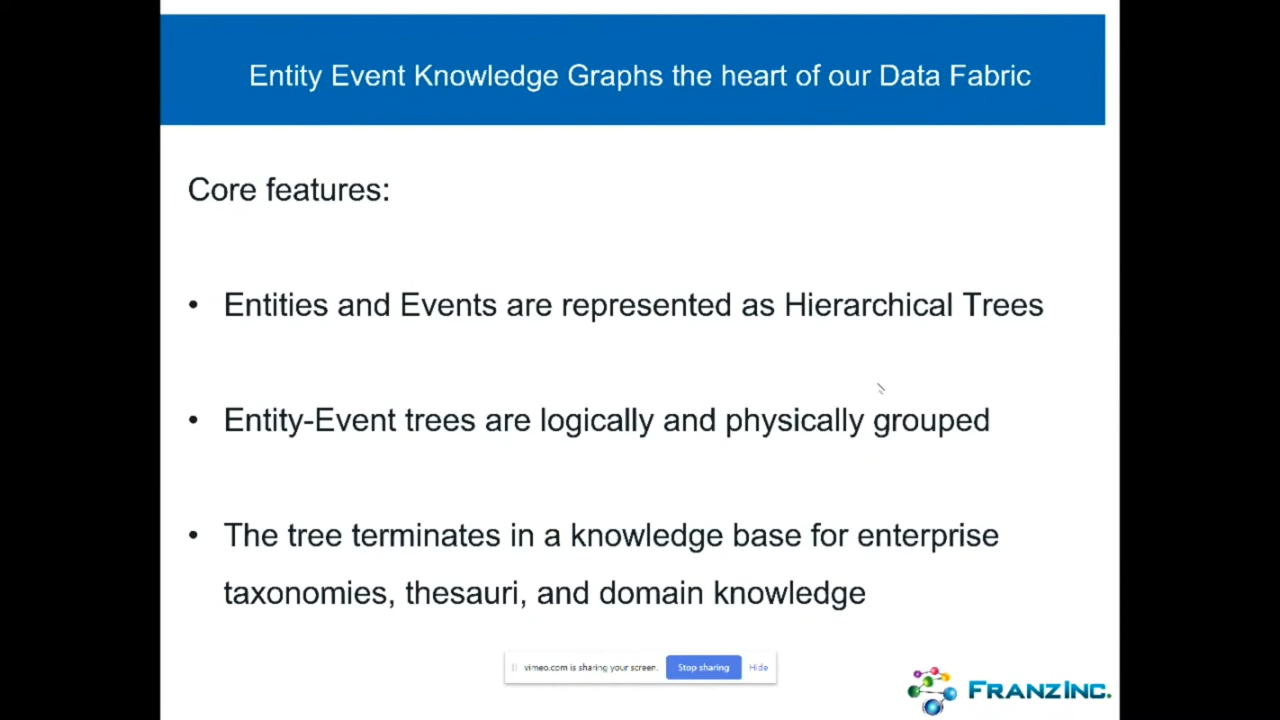 Entity Event Knowledge Graphs the heart of our Data Fabric
Core features:
• Entities and Events are represented as Hierarchical Trees
• Entity-Event trees are logically and physically grouped
• The tree terminates in a knowledge base for enterprise
taxonomies, thesauri, and domain knowledge
vimeo.com is sharing your screen. Stop sharing Hide
FRANZ INC.